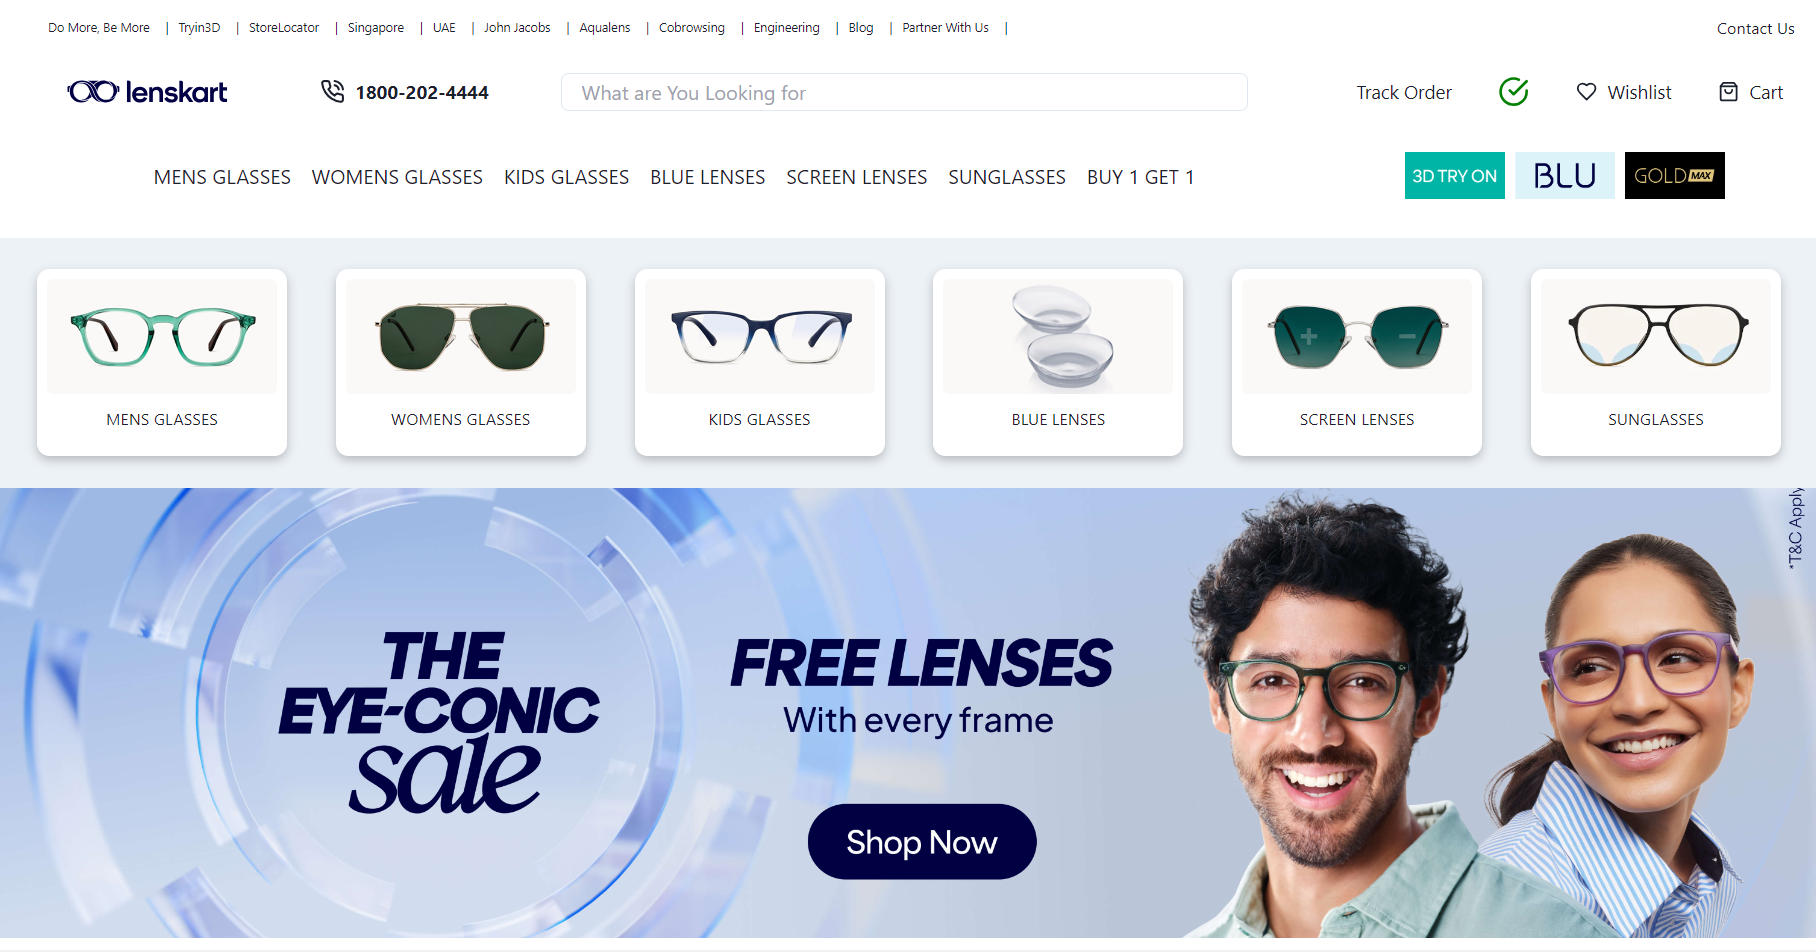 Do More, Be More | Tryin3D | StoreLocator | Singapore | UAE | John Jacobs | Aqualens | Cobrowsing | Engineering | Blog | Partner With Us |
Contact Us
lenskart
1800-202-4444
What are You Looking for
Track Order
Wishlist
Cart
MENS GLASSES
WOMENS GLASSES
KIDS GLASSES
BLUE LENSES
SCREEN LENSES
SUNGLASSES
BUY 1 GET 1
3D TRY ON
BLU
GOLD MAX
MENS GLASSES
WOMENS GLASSES
KIDS GLASSES
BLUE LENSES
SCREEN LENSES
SUNGLASSES
*T&C Apply
THE
EYE-CONIC
sale
FREE LENSES
With every frame
Shop Now